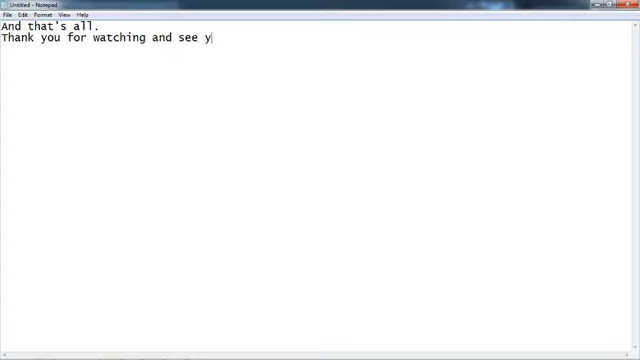 Untitled - Notepad
File Edit Format View Help
And that's all.
Thank you for watching and see y